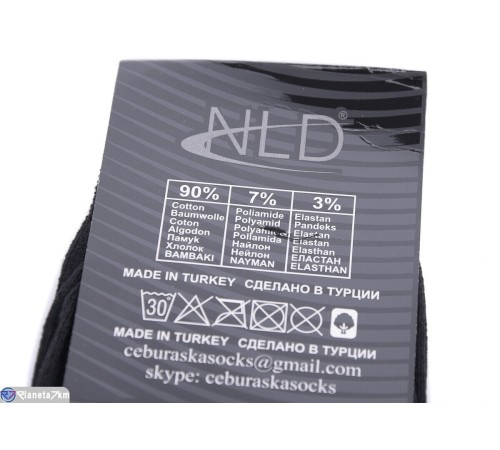 NLD®
90% 7% 3%
Cotton Poliamide Elastan
Baumwolle Polyamid Pandeks
Coton Polyamid Elastan
Algodon Poliamida Elastan
Памук Найлон Elasthan
Хлопок Нейлон ЕЛАСТАН
BAMBAKI NAYMAN ELASTHAN
MADE IN TURKEY СДЕЛАНО В ТУРЦИИ
30
MADE IN TURKEY СДЕЛАНО В ТУРЦИИ
ceburaskasocks@gmail.com
skype: ceburaskasocks
Planeta7km